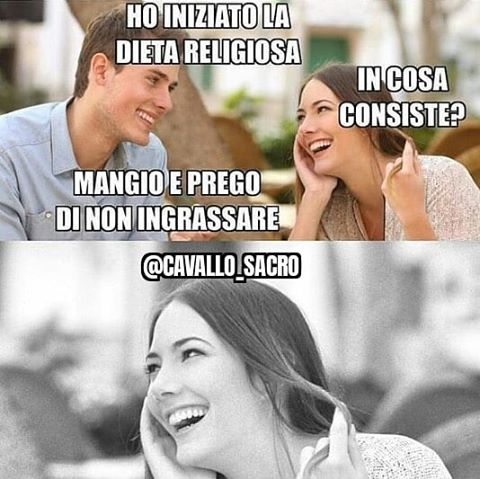 HO INIZIATO LA
DIETA RELIGIOSA
IN COSA
CONSISTE?
MANGIO E PREGO
DI NON INGRASSARE
@CAVALLO_SACRO